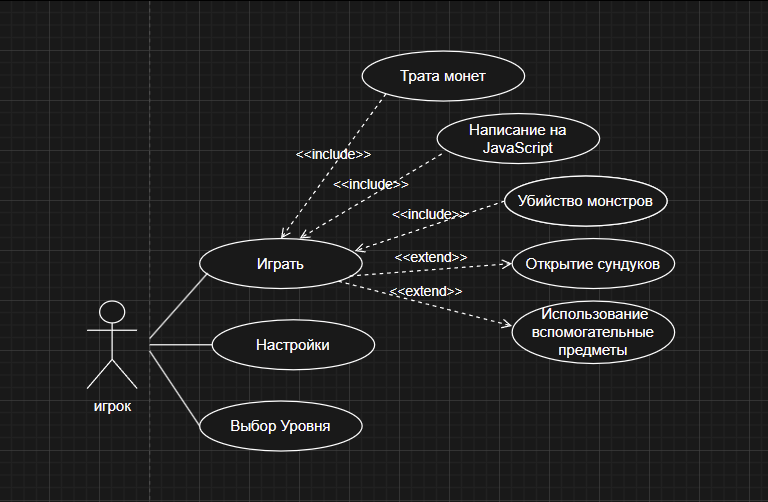 Трата монет
Написание на
JavaScript
<<include>>
<<include>>
Убийство монстров
<<include>>
Играть
<<extend>>
Открытие сундуков
<<extend>>
Использование
вспомогательные
предметы
Настройки
игрок
Выбор Уровня